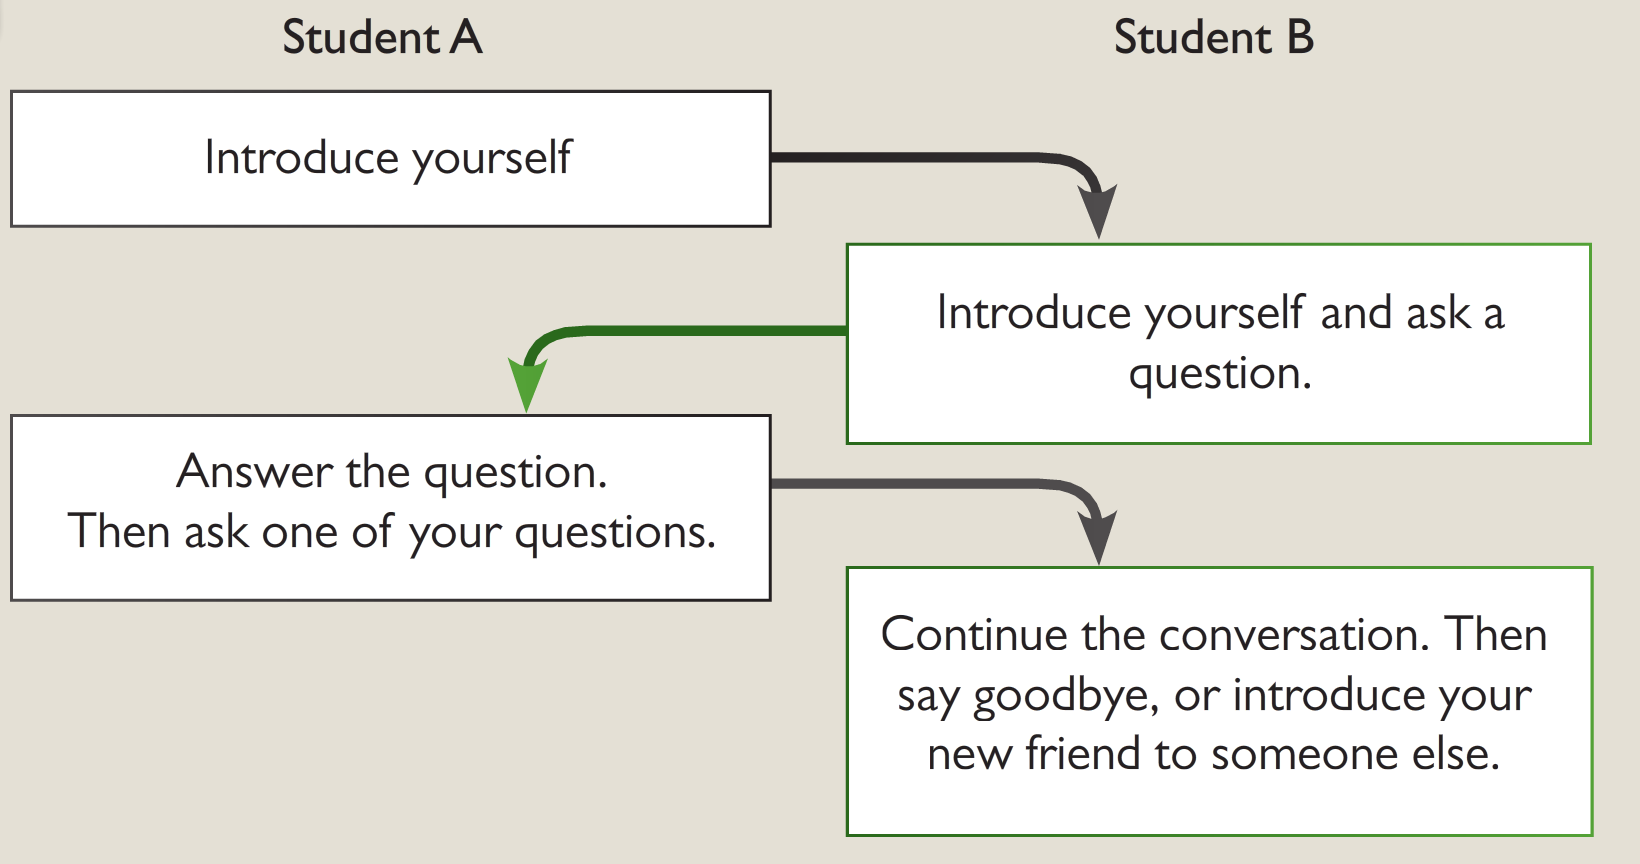 Student A
Student B
Introduce yourself
Introduce yourself and ask a
question.
Answer the question.
Then ask one of your questions.
Continue the conversation. Then
say goodbye, or introduce your
new friend to someone else.